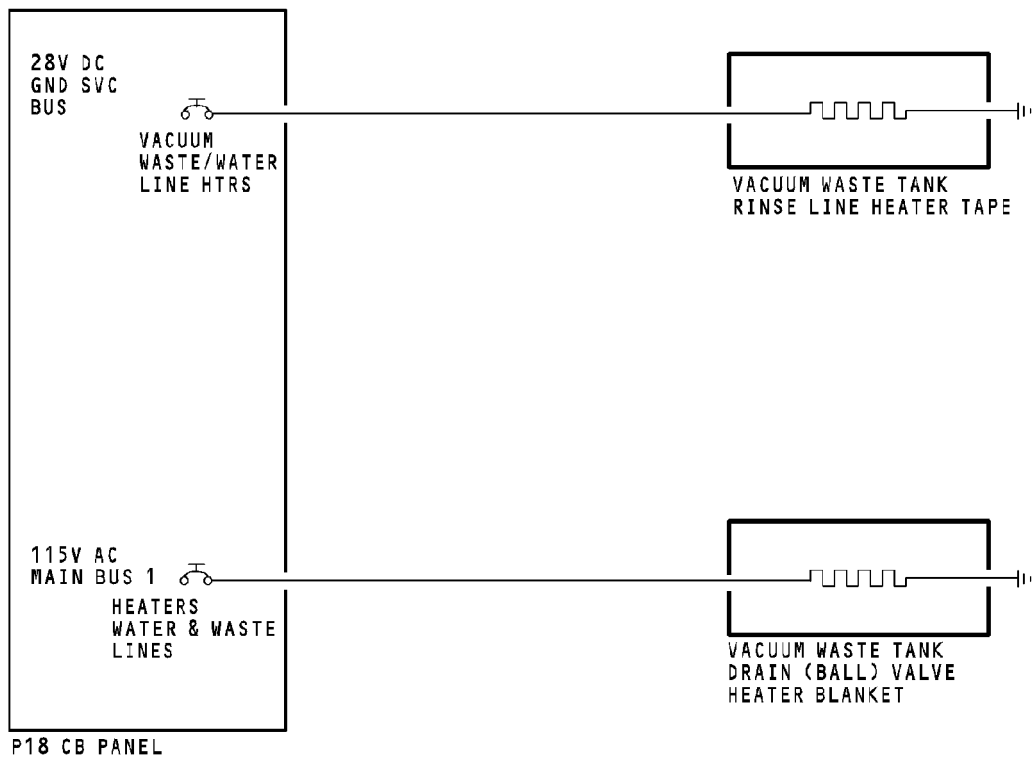 28V DC
GND SVC
BUS
VACUUM
WASTE/WATER
LINE HTRS
VACUUM WASTE TANK
RINSE LINE HEATER TAPE
115V AC
MAIN BUS 1
HEATERS
WATER & WASTE
LINES
VACUUM WASTE TANK
DRAIN (BALL) VALVE
HEATER BLANKET
P18 CB PANEL